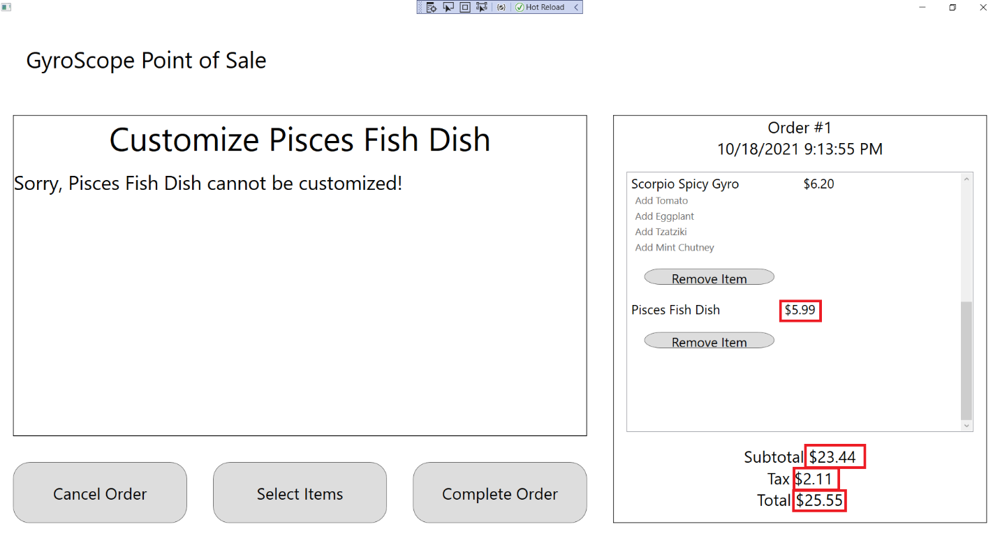 Hot Reload
GyroScope Point of Sale
Customize Pisces Fish Dish
Sorry, Pisces Fish Dish cannot be customized!
Cancel Order
Select Items
Complete Order
Order #1
10/18/2021 9:13:55 PM
Scorpio Spicy Gyro $6.20
Add Tomato
Add Eggplant
Add Tzatziki
Add Mint Chutney
Remove Item
Pisces Fish Dish $5.99
Remove Item
Subtotal $23.44
Tax $2.11
Total $25.55